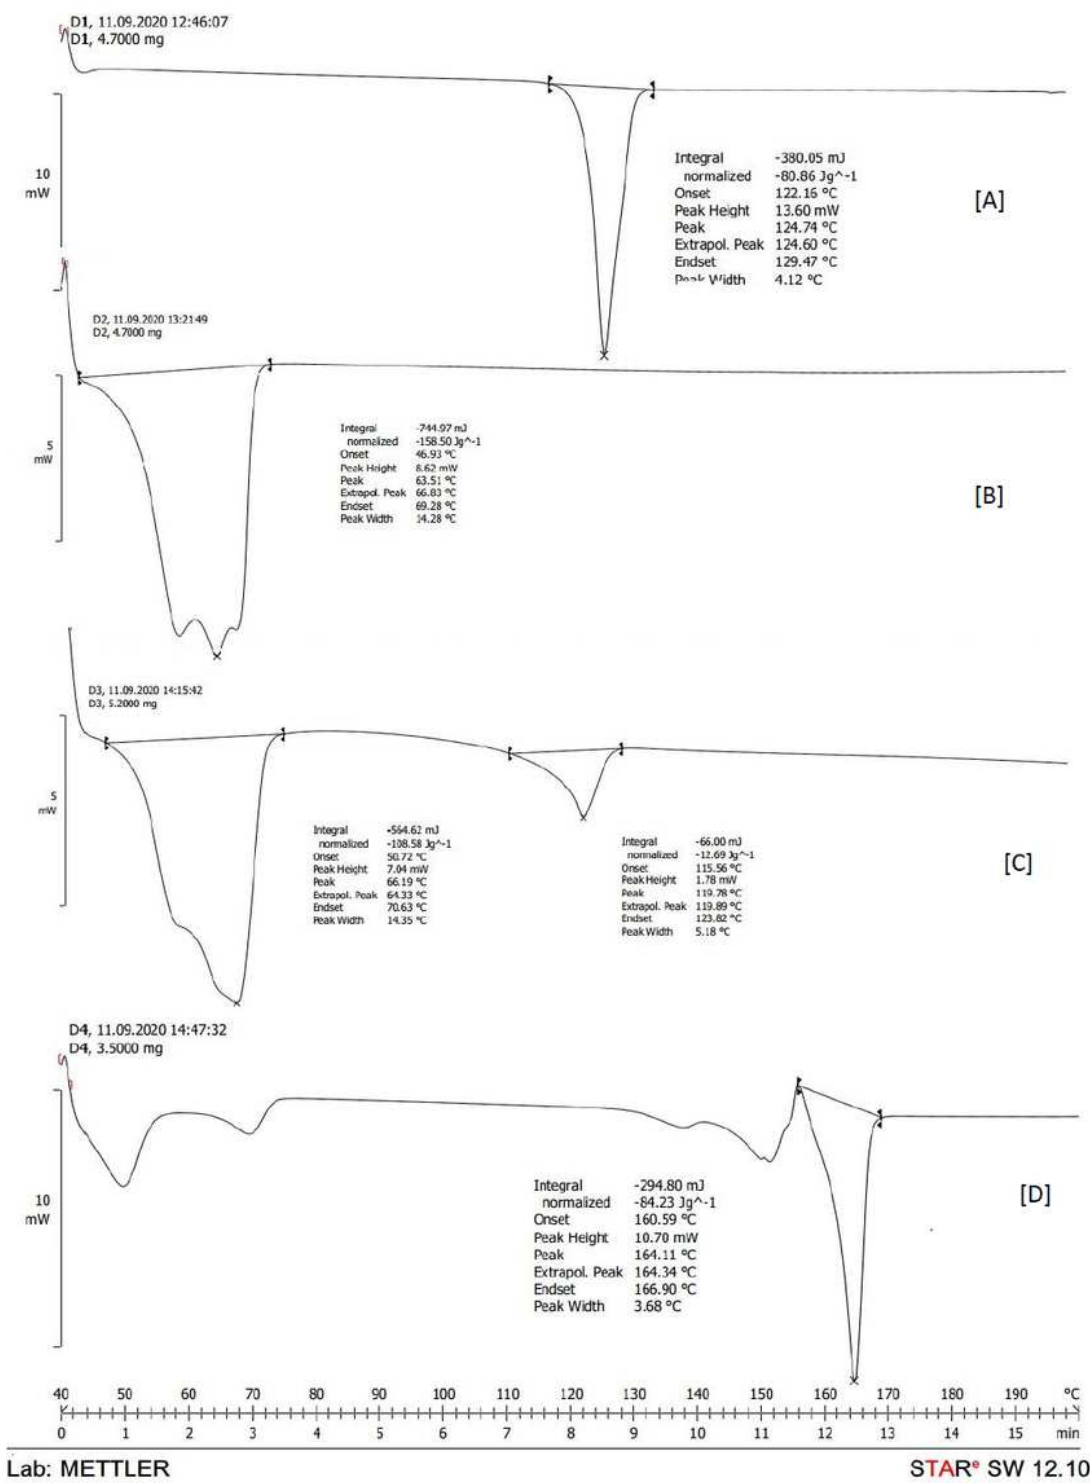 D1, 11.09.2020 12:46:07
D1, 4.7000 mg
10
mW
Integral -380.05 mJ
normalized -80.86 Jg^-1
Onset 122.16 °C
Peak Height 13.60 mW
Peak 124.74 °C
Extrapol. Peak 124.60 °C
Endset 129.47 °C
Peak Width 4.12 °C
[A]
D2, 11.09.2020 13:21:49
D2, 4.7000 mg
5
mW
Integral -744.97 mJ
normalized -158.50 Jg^-1
Onset 46.93 °C
Peak Height 8.62 mW
Peak 63.51 °C
Extrapol. Peak 66.83 °C
Endset 69.28 °C
Peak Width 14.28 °C
[B]
D3, 11.09.2020 14:15:42
D3, 5.2000 mg
5
mW
Integral -564.62 mJ
normalized -108.58 Jg^-1
Onset 50.72 °C
Peak Height 7.04 mW
Peak 66.19 °C
Extrapol. Peak 64.33 °C
Endset 70.63 °C
Peak Width 14.35 °C
Integral -66.00 mJ
normalized -12.69 Jg^-1
Onset 115.56 °C
Peak Height 1.78 mW
Peak 119.78 °C
Extrapol. Peak 119.89 °C
Endset 123.82 °C
Peak Width 5.18 °C
[C]
D4, 11.09.2020 14:47:32
D4, 3.5000 mg
10
mW
Integral -294.80 mJ
normalized -84.23 Jg^-1
Onset 160.59 °C
Peak Height 10.70 mW
Peak 164.11 °C
Extrapol. Peak 164.34 °C
Endset 166.90 °C
Peak Width 3.68 °C
[D]
40 50 60 70 80 90 100 110 120 130 140 150 160 170 180 190 °C
0 1 2 3 4 5 6 7 8 9 10 11 12 13 14 15 min
Lab: METTLER STARe SW 12.10